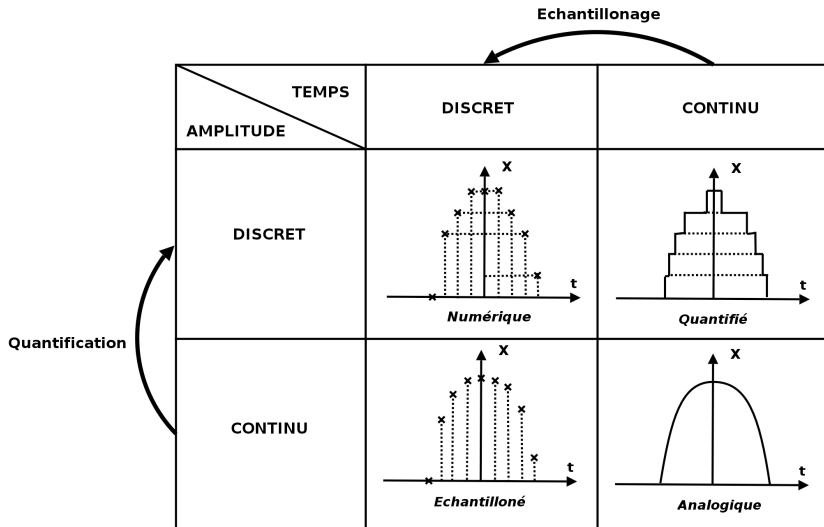 Echantillonage
TEMPS
AMPLITUDE
DISCRET
CONTINU
DISCRET
X
t
Numérique
X
t
Quantifié
Quantification
CONTINU
X
t
Echantilloné
X
t
Analogique